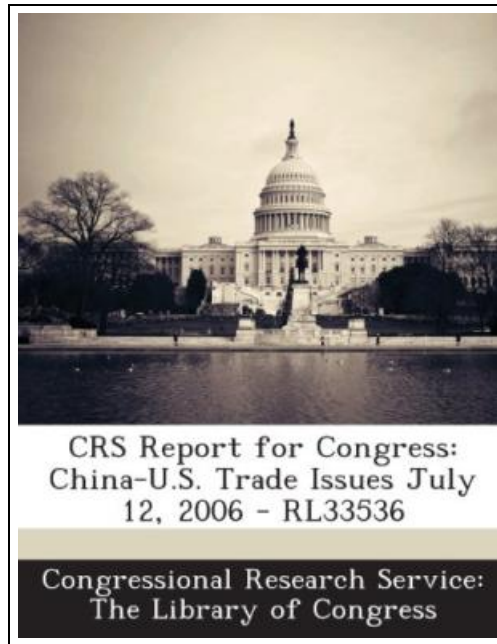 CRS Report for Congress:
China-U.S. Trade Issues July
12, 2006 - RL33536
Congressional Research Service:
The Library of Congress